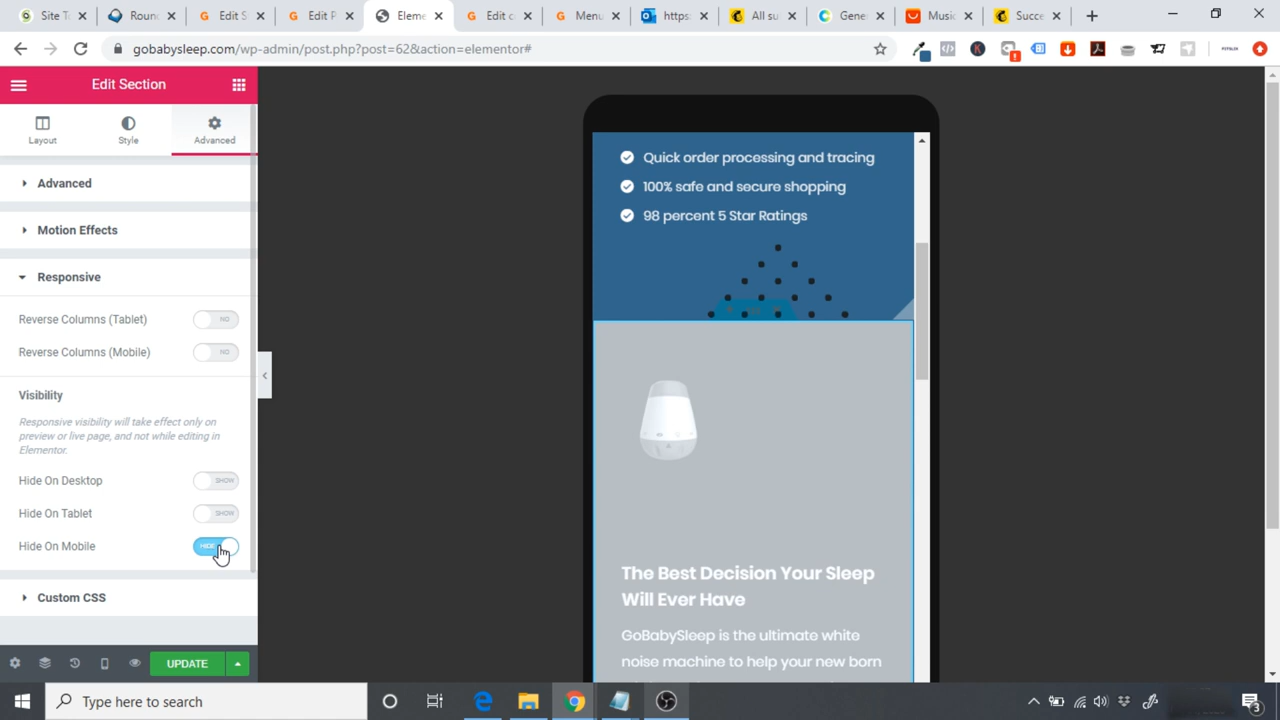 Site T
Roun
Edit S
Edit P
Eleme
Edit c
Menu
https:
All su
Gene
Music
Succe
gobabysleep.com/wp-admin/post.php?post=62&action=elementor#
Edit Section
Layout
Style
Advanced
Advanced
Motion Effects
Responsive
Reverse Columns (Tablet)
NO
Reverse Columns (Mobile)
NO
Visibility
Responsive visibility will take effect only on
preview or live page, and not while editing in
Elementor.
Hide On Desktop
SHOW
Hide On Tablet
SHOW
Hide On Mobile
HIDE
Custom CSS
UPDATE
Quick order processing and tracing
100% safe and secure shopping
98 percent 5 Star Ratings
The Best Decision Your Sleep
Will Ever Have
GoBabySleep is the ultimate white
noise machine to help your new born
Type here to search
3